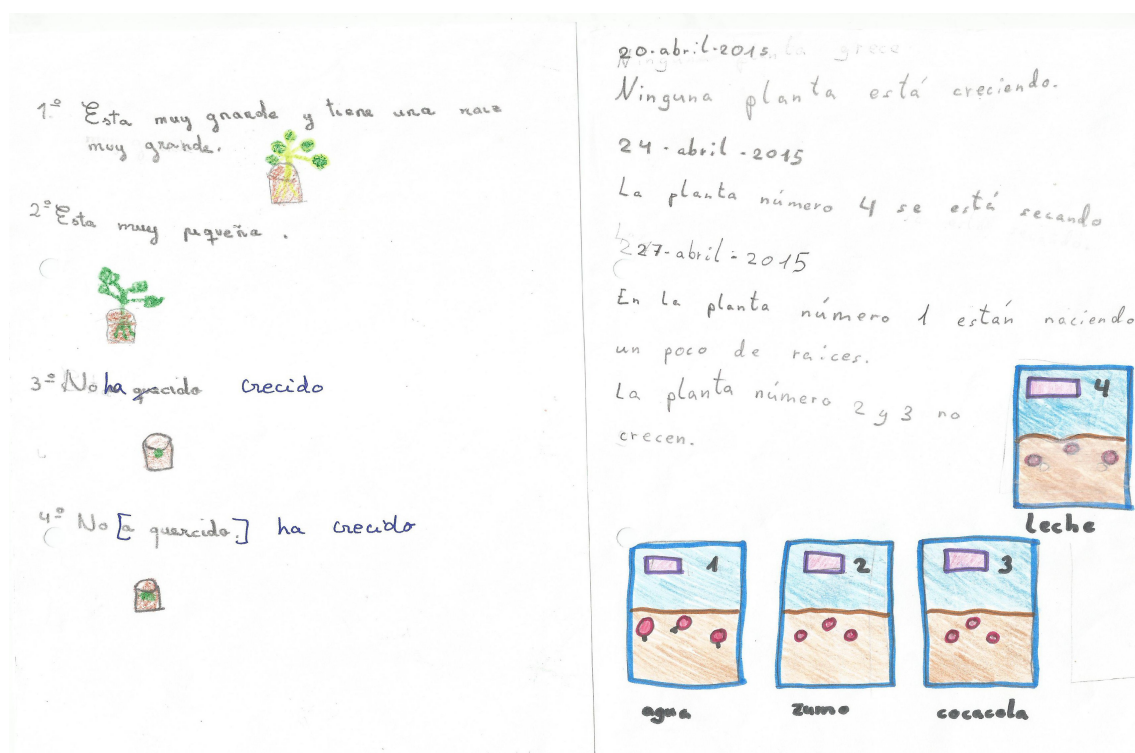 1º Esta muy grande y tiene una raiz
muy grande.
2º Esta muy pequeña.
3º No ha quecido crecido
4º No [a quercido.] ha crecido
20-abril-2015
Ninguna planta está creciendo.
24-abril-2015
La planta número 4 se está secando
27-abril-2015
En la planta número 1 están naciendo
un poco de raíces.
La planta número 2 y 3 no
crecen.
4
leche
1
agua
2
zumo
3
cocacola